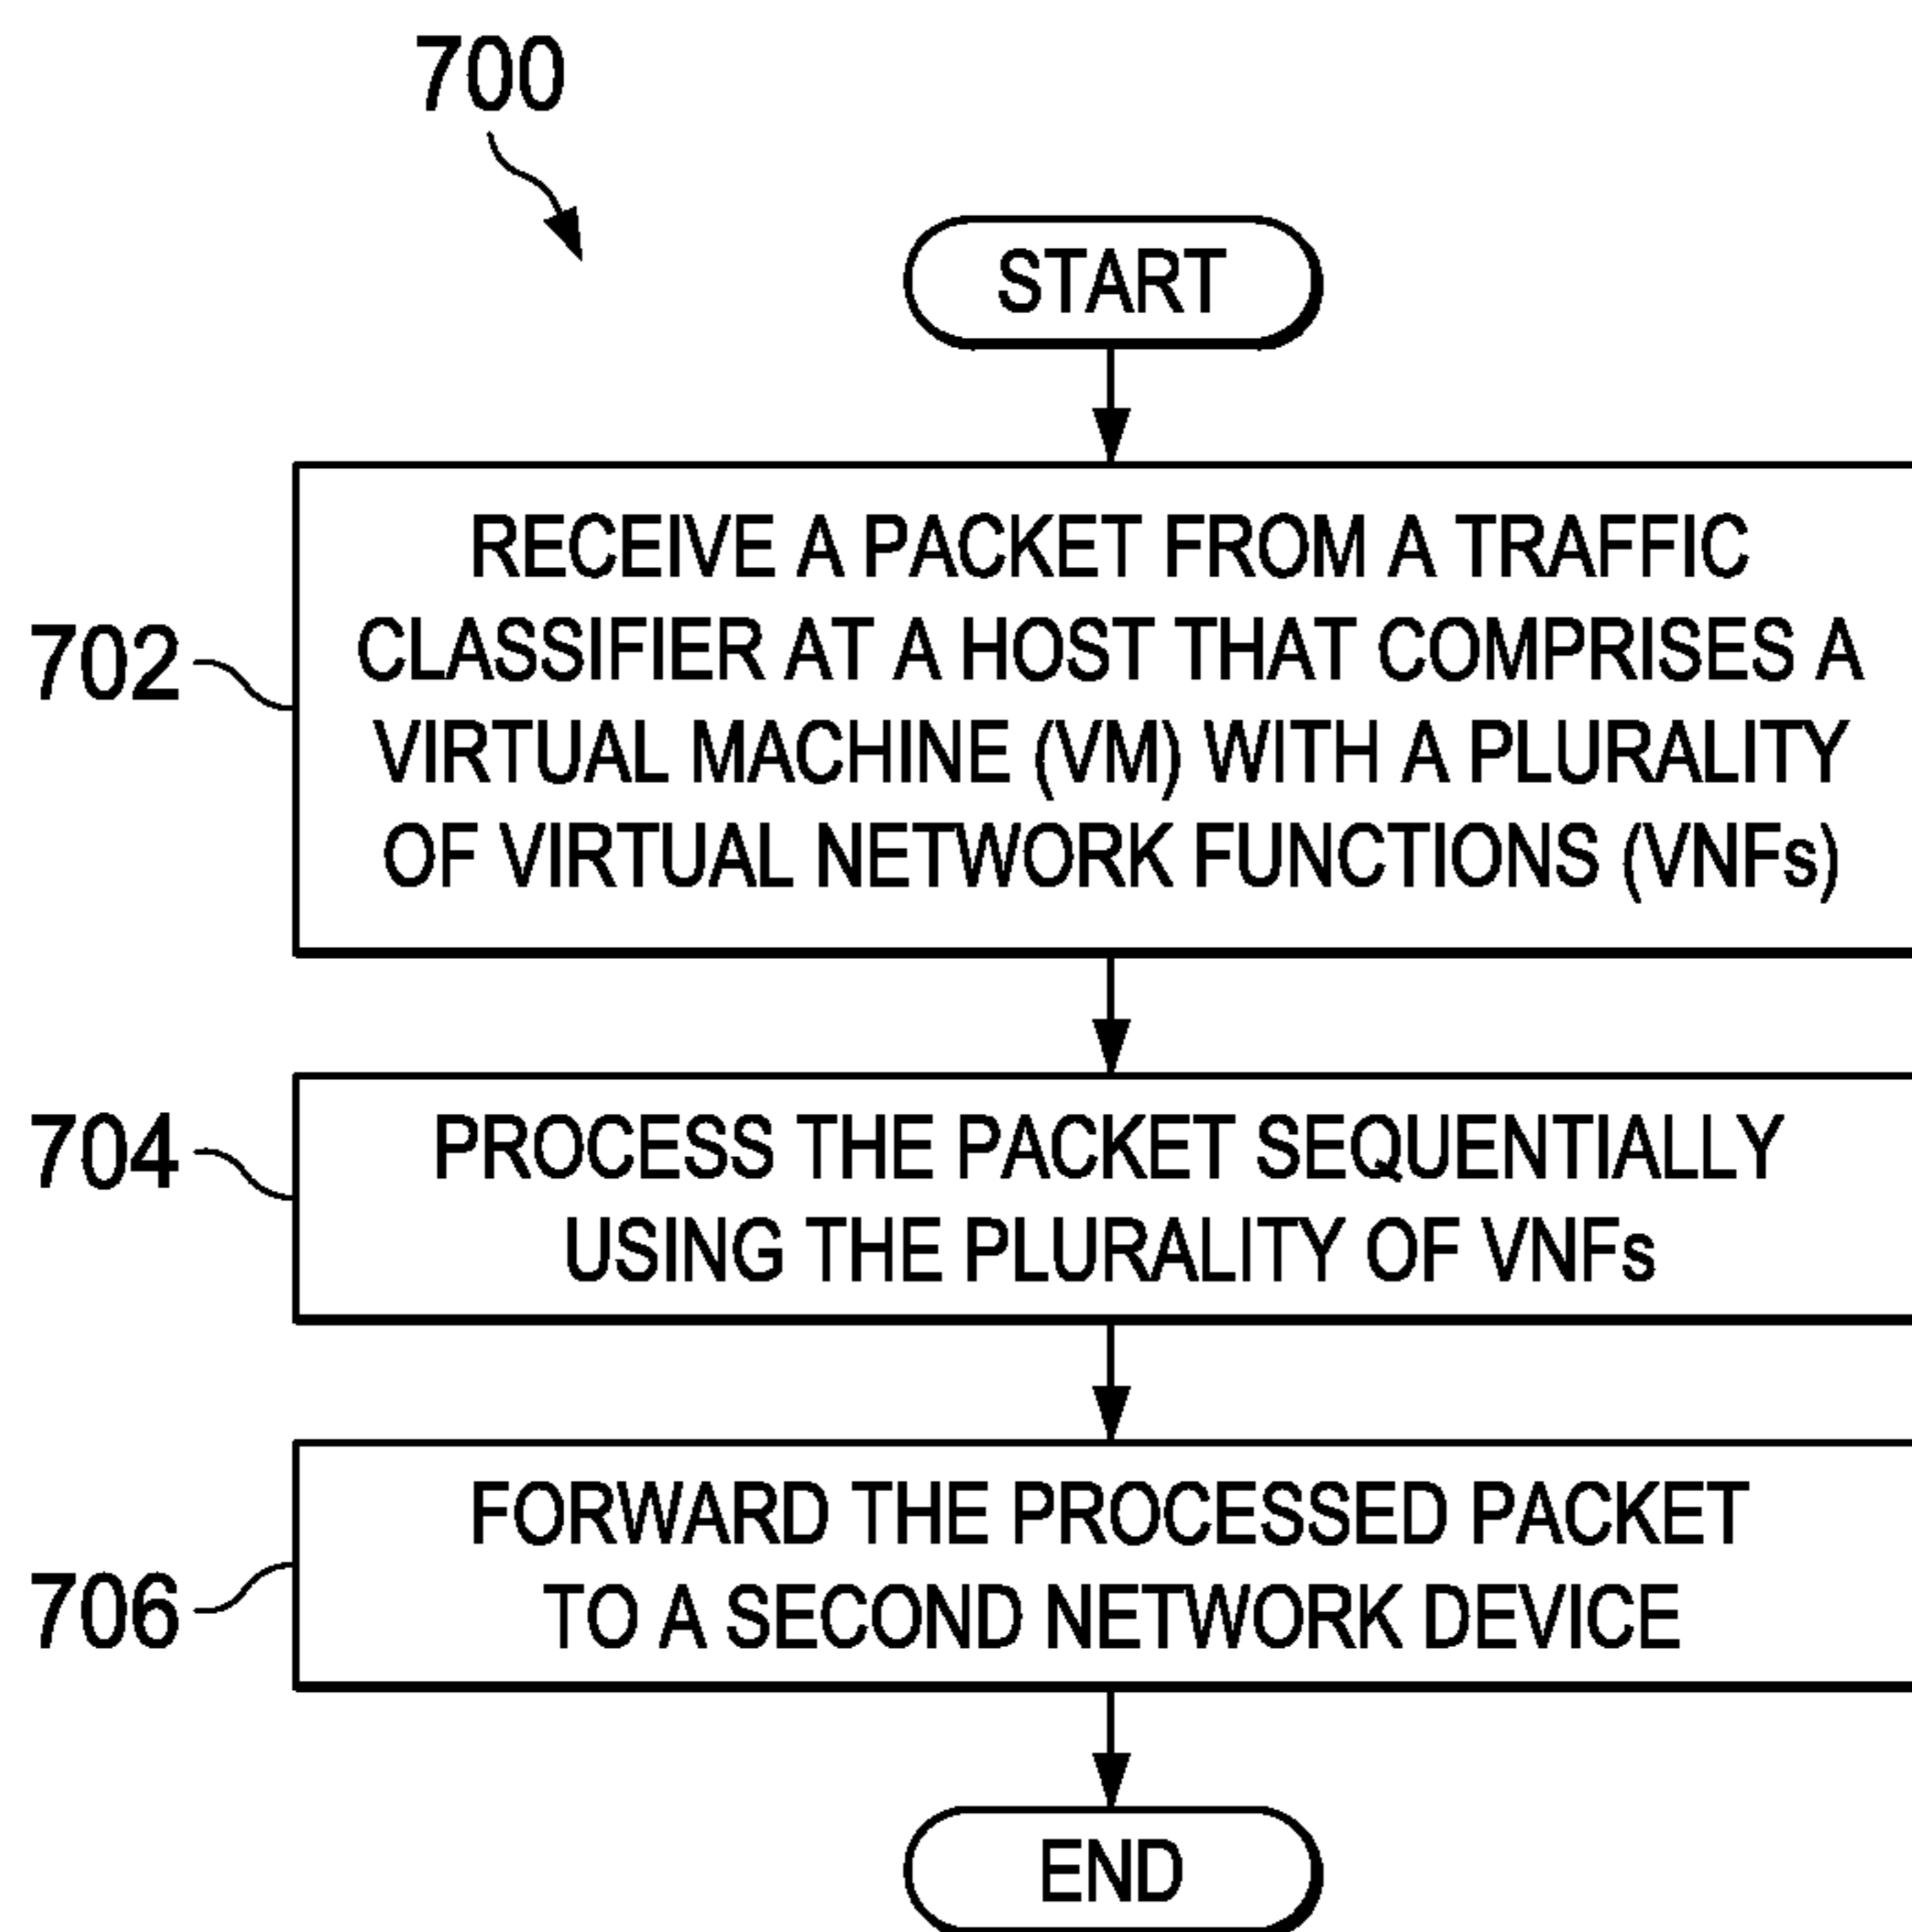 700
START
RECEIVE A PACKET FROM A TRAFFIC
CLASSIFIER AT A HOST THAT COMPRISES A
VIRTUAL MACHINE (VM) WITH A PLURALITY
OF VIRTUAL NETWORK FUNCTIONS (VNFs)
702
PROCESS THE PACKET SEQUENTIALLY
USING THE PLURALITY OF VNFs
704
FORWARD THE PROCESSED PACKET
TO A SECOND NETWORK DEVICE
706
END